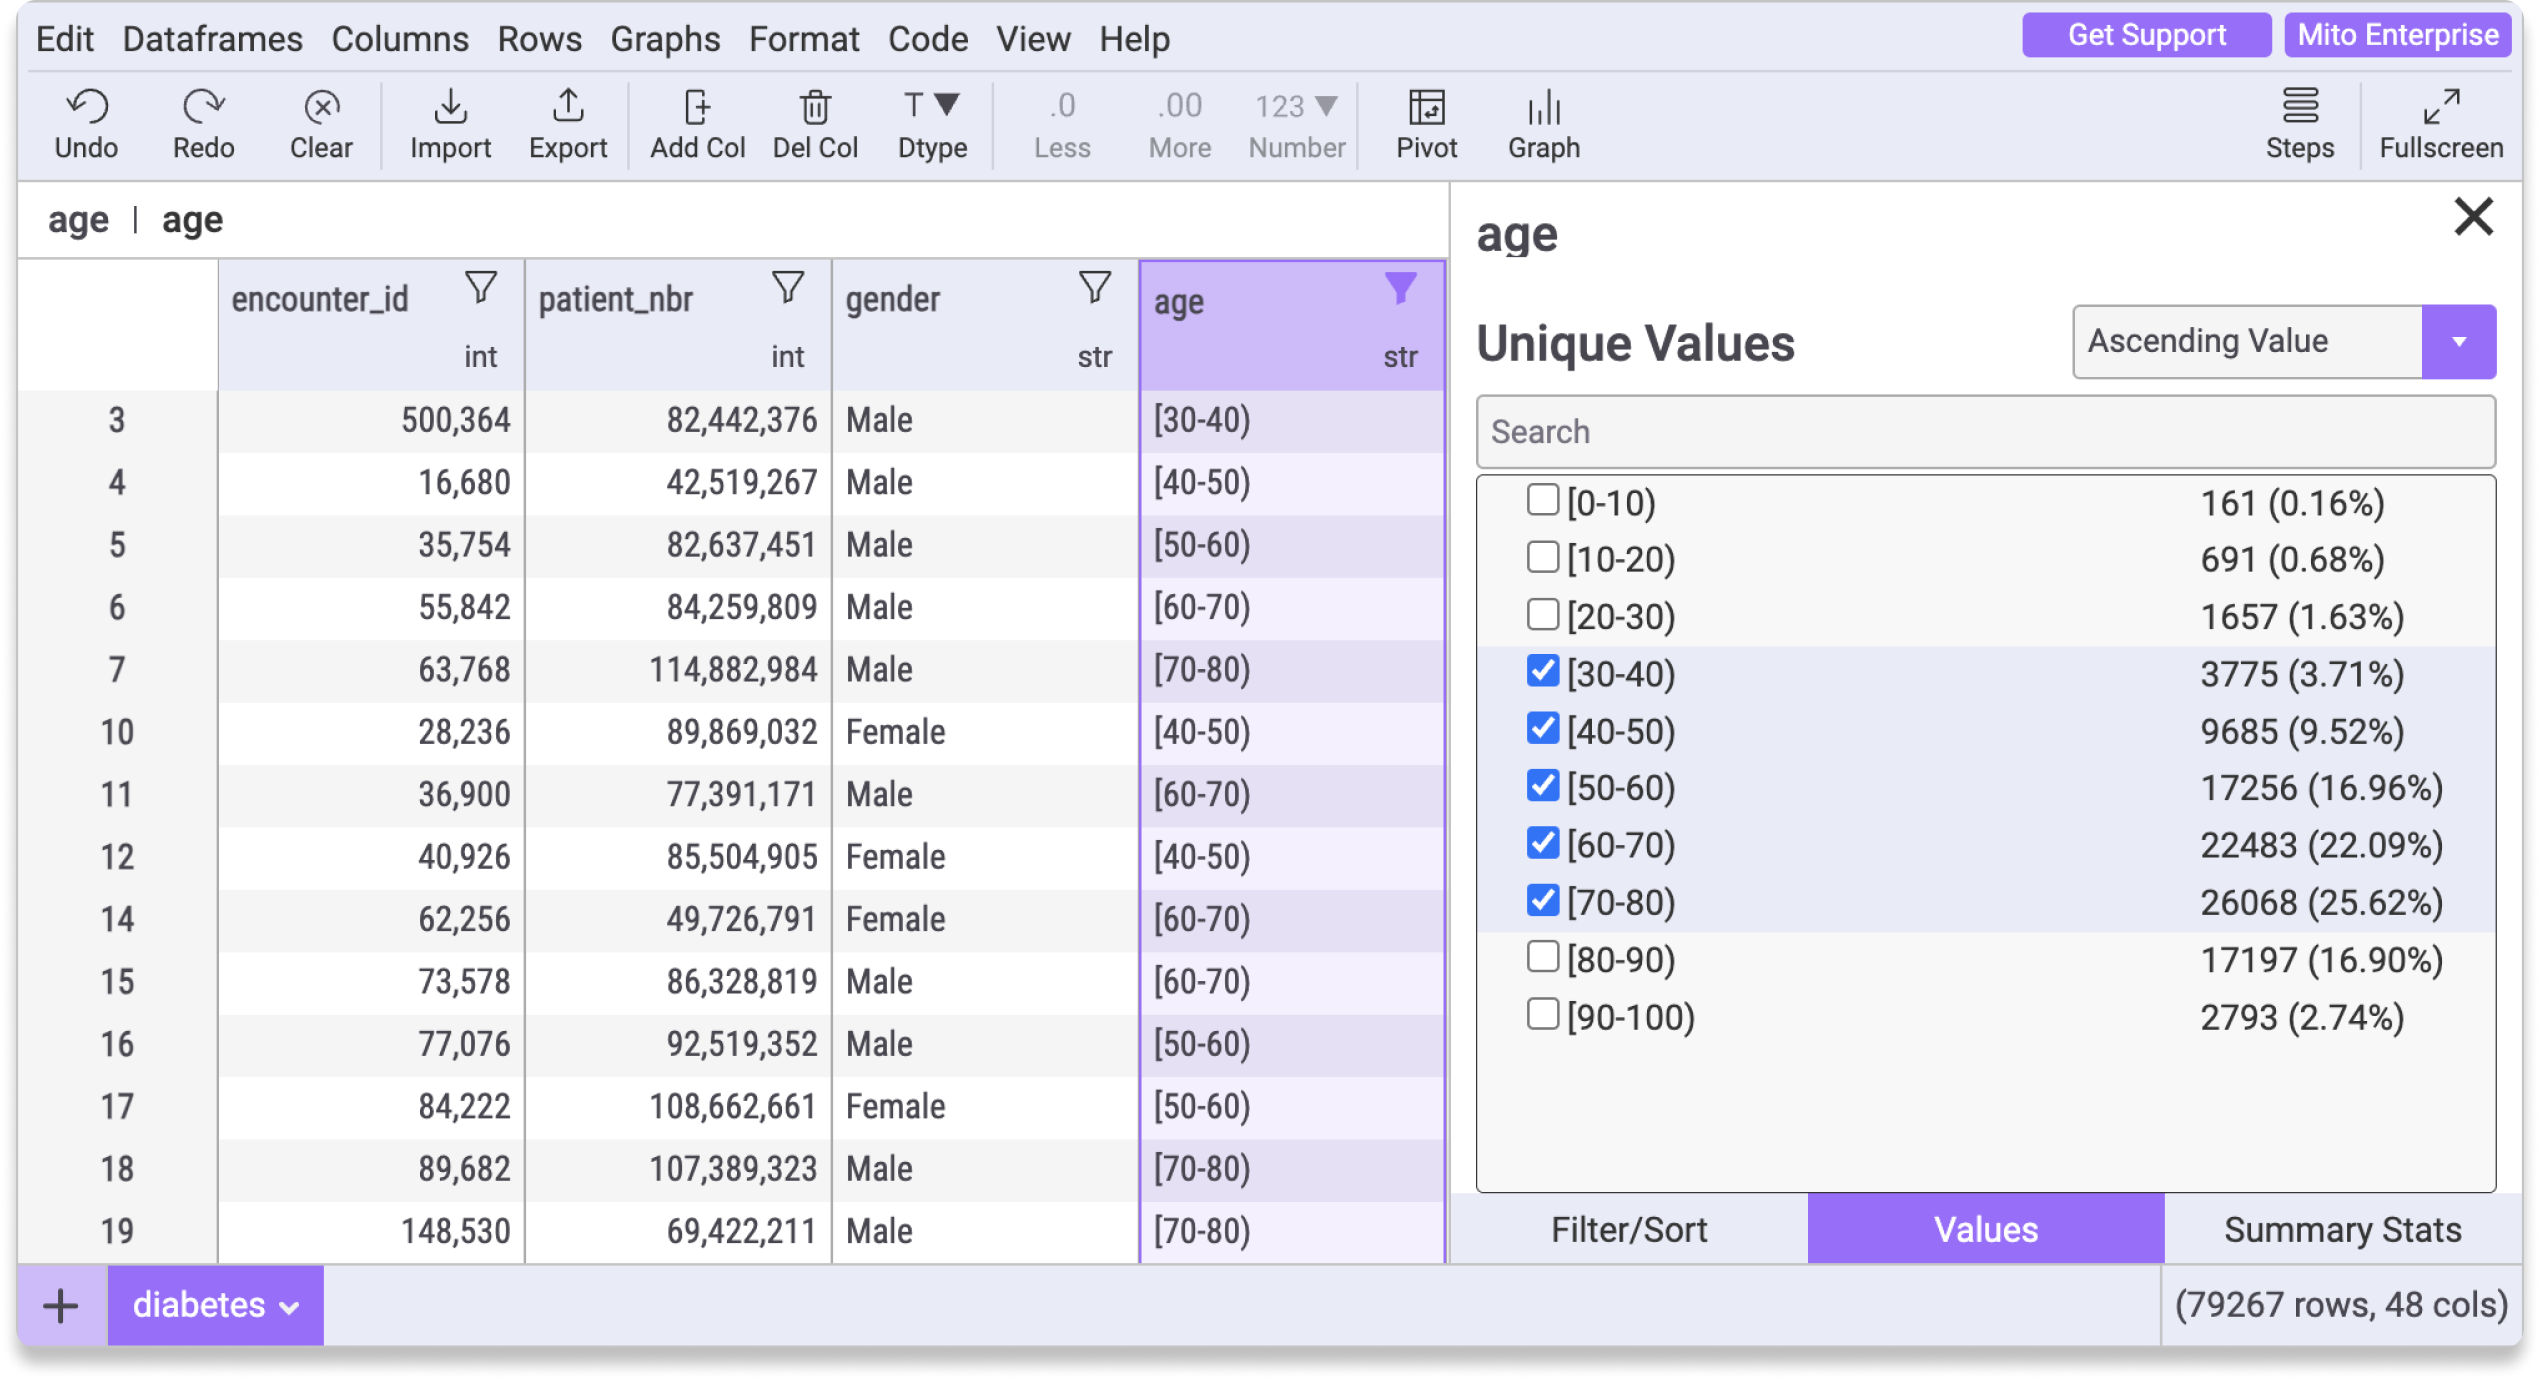 Edit Dataframes Columns Rows Graphs Format Code View Help Get Support Mito Enterprise
T .0 .00 123
Undo Redo Clear Import Export Add Col Del Col Dtype Less More Number Pivot Graph Steps Fullscreen
age | age
encounter_id patient_nbr gender age
int int str str
3 500,364 82,442,376 Male [30-40)
4 16,680 42,519,267 Male [40-50)
5 35,754 82,637,451 Male [50-60)
6 55,842 84,259,809 Male [60-70)
7 63,768 114,882,984 Male [70-80)
10 28,236 89,869,032 Female [40-50)
11 36,900 77,391,171 Male [60-70)
12 40,926 85,504,905 Female [40-50)
14 62,256 49,726,791 Female [60-70)
15 73,578 86,328,819 Male [60-70)
16 77,076 92,519,352 Male [50-60)
17 84,222 108,662,661 Female [50-60)
18 89,682 107,389,323 Male [70-80)
19 148,530 69,422,211 Male [70-80)
age
Unique Values Ascending Value
Search
[0-10) 161 (0.16%)
[10-20) 691 (0.68%)
[20-30) 1657 (1.63%)
[30-40) 3775 (3.71%)
[40-50) 9685 (9.52%)
[50-60) 17256 (16.96%)
[60-70) 22483 (22.09%)
[70-80) 26068 (25.62%)
[80-90) 17197 (16.90%)
[90-100) 2793 (2.74%)
Filter/Sort Values Summary Stats
+ diabetes (79267 rows, 48 cols)